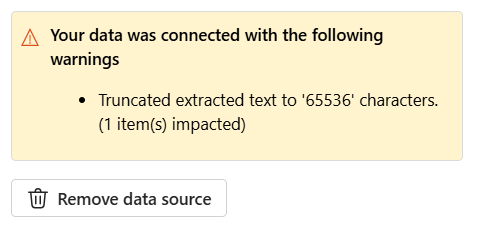 Your data was connected with the following
warnings
• Truncated extracted text to '65536' characters.
(1 item(s) impacted)
Remove data source